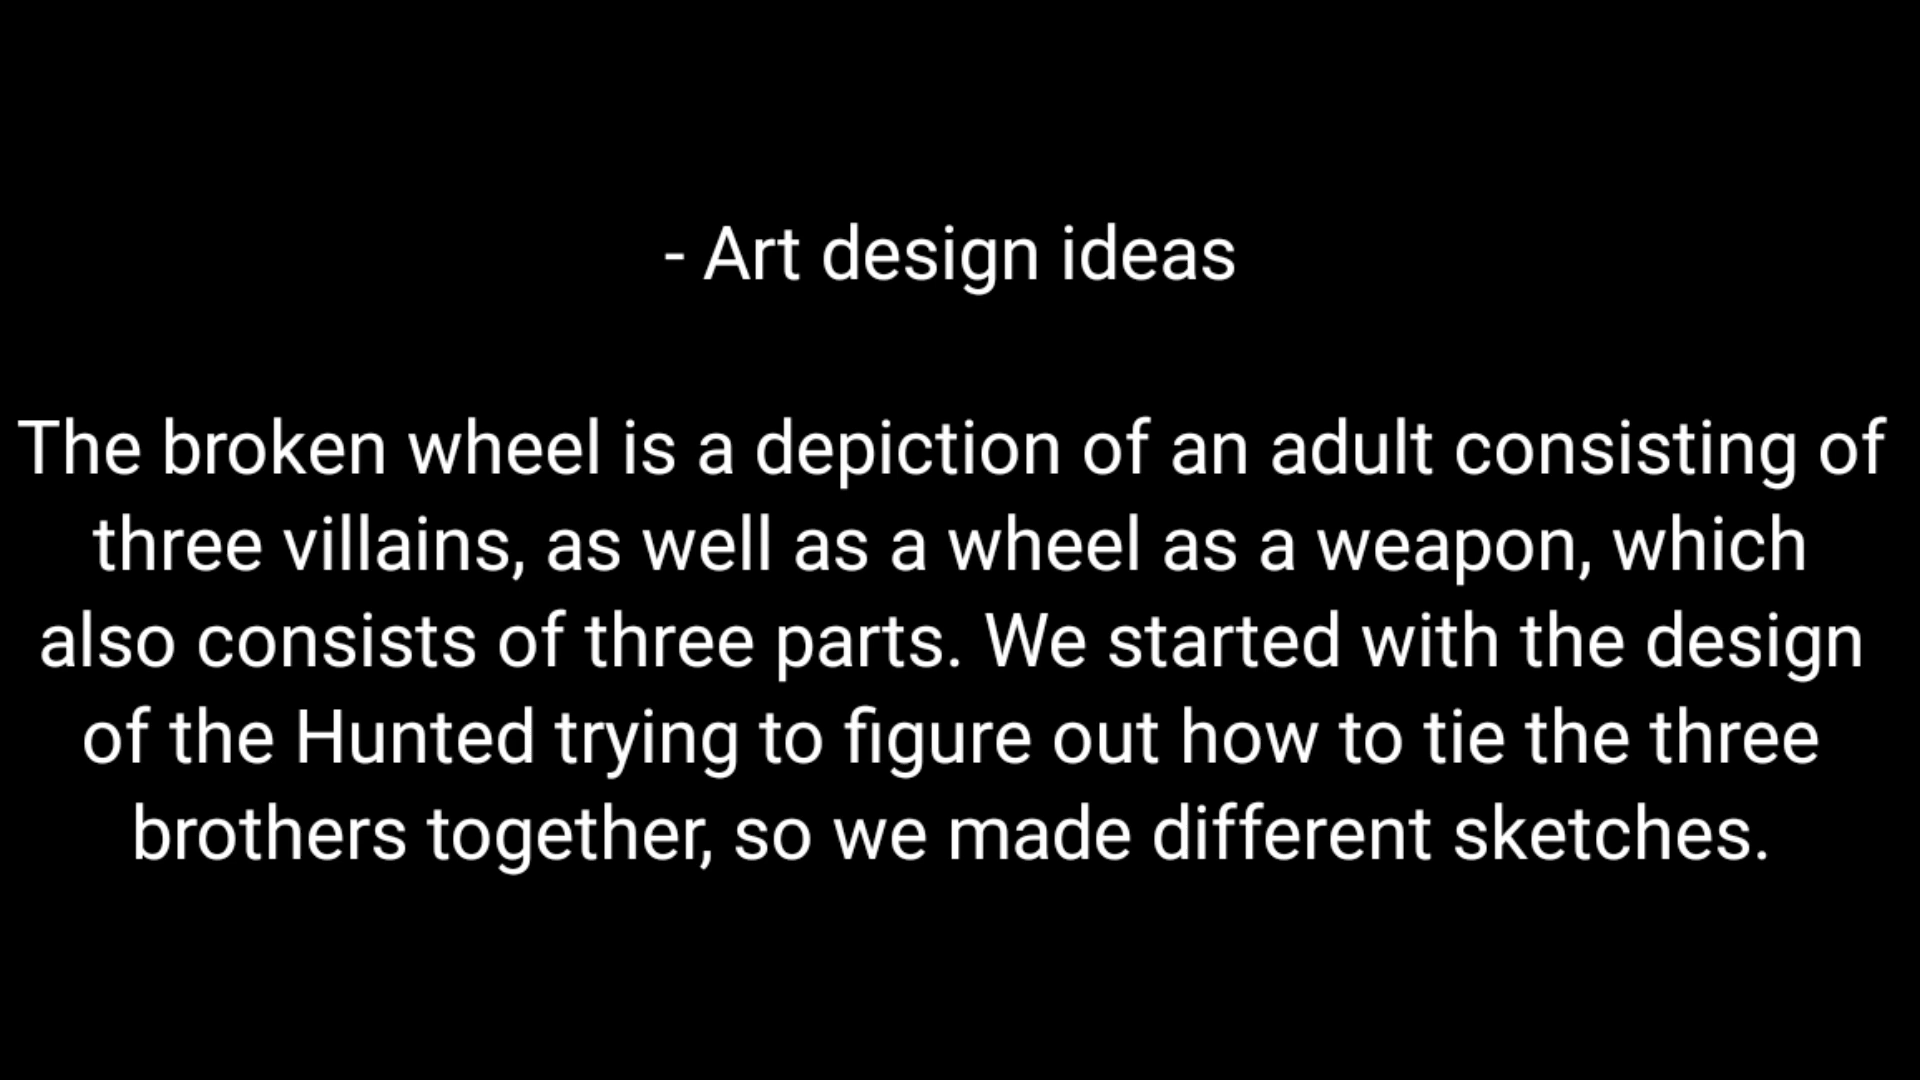 - Art design ideas
The broken wheel is a depiction of an adult consisting of
three villains, as well as a wheel as a weapon, which
also consists of three parts. We started with the design
of the Hunted trying to figure out how to tie the three
brothers together, so we made different sketches.